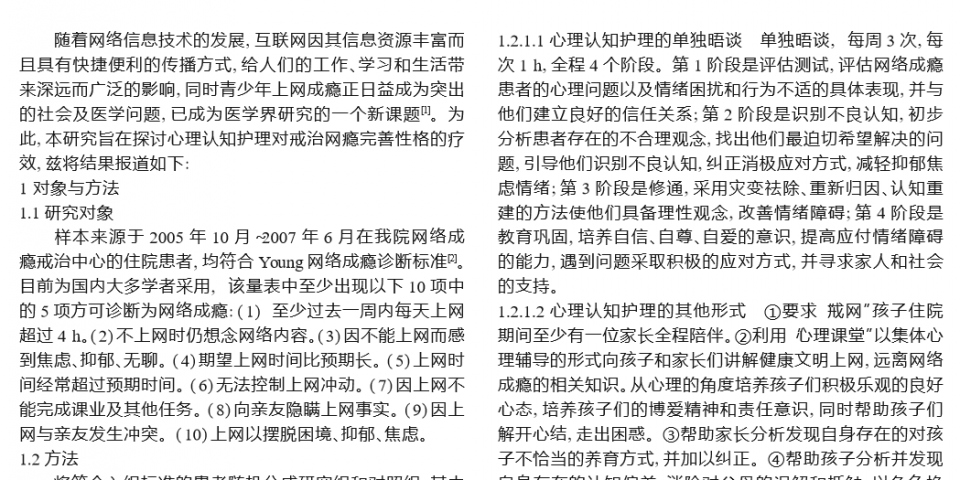 随着网络信息技术的发展, 互联网因其信息资源丰富而
且具有快捷便利的传播方式, 给人们的工作、学习和生活带
来深远而广泛的影响, 同时青少年上网成瘾正日益成为突出
的社会及医学问题, 已成为医学界研究的一个新课题[1]。为
此, 本研究旨在探讨心理认知护理对戒治网瘾完善性格的疗
效, 兹将结果报道如下:
1 对象与方法
1.1 研究对象
样本来源于 2005 年 10 月 ~2007 年 6 月在我院网络成
瘾戒治中心的住院患者, 均符合 Young 网络成瘾诊断标准[2]。
目前为国内大多学者采用, 该量表中至少出现以下 10 项中
的 5 项方可诊断为网络成瘾: (1) 至少过去一周内每天上网
超过 4 h。(2) 不上网时仍想念网络内容。(3) 因不能上网而感
到焦虑、抑郁、无聊。(4) 期望上网时间比预期长。(5) 上网时
间经常超过预期时间。(6) 无法控制上网冲动。(7) 因上网不
能完成课业及其他任务。(8) 向亲友隐瞒上网事实。(9) 因上
网与亲友发生冲突。(10) 上网以摆脱困境、抑郁、焦虑。
1.2 方法
将符合入组标准的患者随机分成研究组和对照组, 其中
1.2.1.1 心理认知护理的单独晤谈 单独晤谈, 每周 3 次, 每
次 1 h, 全程 4 个阶段。第 1 阶段是评估测试, 评估网络成瘾
患者的心理问题以及情绪困扰和行为不适的具体表现, 并与
他们建立良好的信任关系; 第 2 阶段是识别不良认知, 初步
分析患者存在的不合理观念, 找出他们最迫切希望解决的问
题, 引导他们识别不良认知, 纠正消极应对方式, 减轻抑郁焦
虑情绪; 第 3 阶段是修通, 采用灾变祛除、重新归因、认知重
建的方法使他们具备理性观念, 改善情绪障碍; 第 4 阶段是
教育巩固, 培养自信、自尊、自爱的意识, 提高应付情绪障碍
的能力, 遇到问题采取积极的应对方式, 并寻求家人和社会
的支持。
1.2.1.2 心理认知护理的其他形式 ①要求 戒网"孩子住院
期间至少有一位家长全程陪伴。②利用 心理课堂"以集体心
理辅导的形式向孩子和家长们讲解健康文明上网, 远离网络
成瘾的相关知识。从心理的角度培养孩子们积极乐观的良好
心态, 培养孩子们的博爱精神和责任意识, 同时帮助孩子们
解开心结, 走出困惑。③帮助家长分析发现自身存在的对孩
子不恰当的养育方式, 并加以纠正。④帮助孩子分析并发现